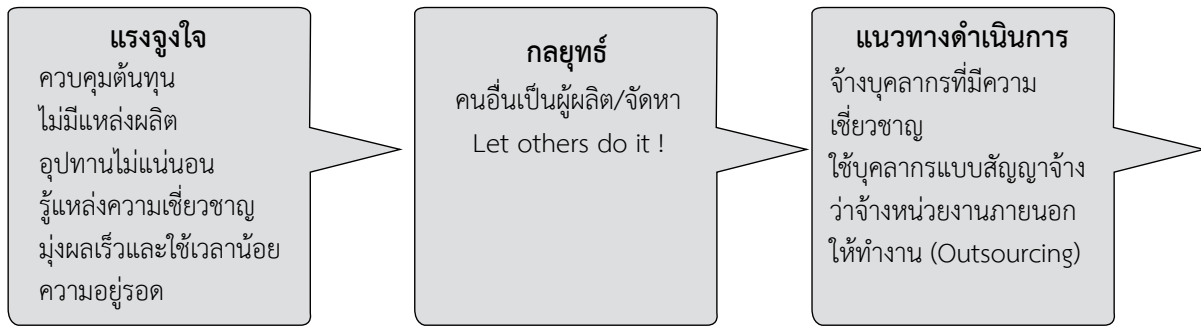 แรงจูงใจ
ควบคุมต้นทุน
ไม่มีแหล่งผลิต
อุปทานไม่แน่นอน
รู้แหล่งความเชี่ยวชาญ
มุ่งผลเร็วและใช้เวลาน้อย
ความอยู่รอด
กลยุทธ์
คนอื่นเป็นผู้ผลิต/จัดหา
Let others do it !
แนวทางดำเนินการ
จ้างบุคลากรที่มีความ
เชี่ยวชาญ
ใช้บุคลากรแบบสัญญาจ้าง
ว่าจ้างหน่วยงานภายนอก
ให้ทำงาน (Outsourcing)